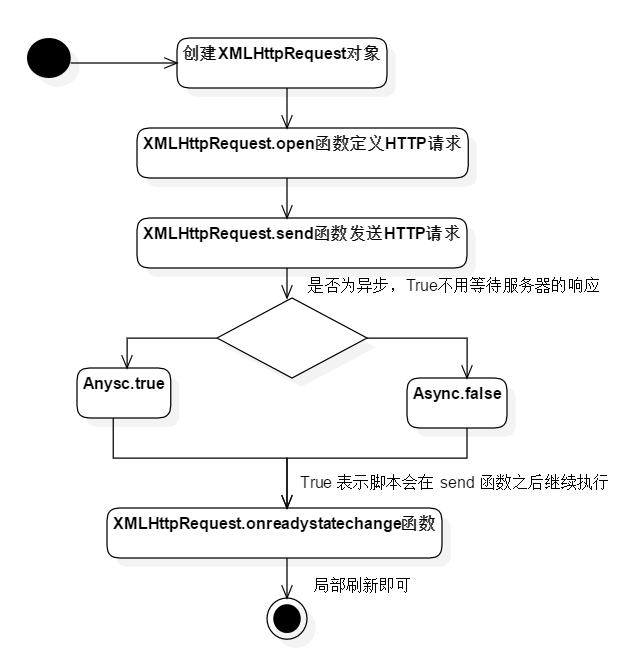 创建XMLHttpRequest对象
XMLHttpRequest.open函数定义HTTP请求
XMLHttpRequest.send函数发送HTTP请求
是否为异步，True不用等待服务器的响应
Anysc.true
Async.false
True 表示脚本会在 send 函数之后继续执行
XMLHttpRequest.onreadystatechange函数
局部刷新即可